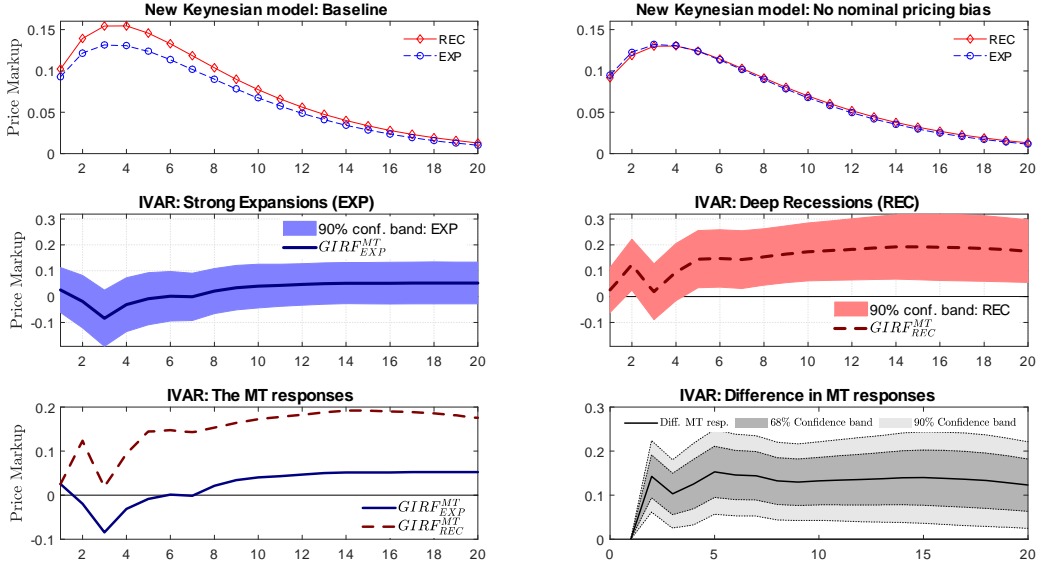 New Keynesian model: Baseline
Price Markup
0.15
0.1
0.05
0
REC
EXP
2 4 6 8 10 12 14 16 18 20
New Keynesian model: No nominal pricing bias
0.15
0.1
0.05
0
REC
EXP
2 4 6 8 10 12 14 16 18 20
IVAR: Strong Expansions (EXP)
Price Markup
0.3
0.2
0.1
0
-0.1
90% conf. band: EXP
GIRF^{MT}_{EXP}
2 4 6 8 10 12 14 16 18 20
IVAR: Deep Recessions (REC)
0.3
0.2
0.1
0
-0.1
90% conf. band: REC
GIRF^{MT}_{REC}
2 4 6 8 10 12 14 16 18 20
IVAR: The MT responses
Price Markup
0.2
0.1
0
-0.1
GIRF^{MT}_{EXP}
GIRF^{MT}_{REC}
2 4 6 8 10 12 14 16 18 20
IVAR: Difference in MT responses
0.3
0.2
0.1
0
Diff. MT resp. 68% Confidence band 90% Confidence band
0 5 10 15 20